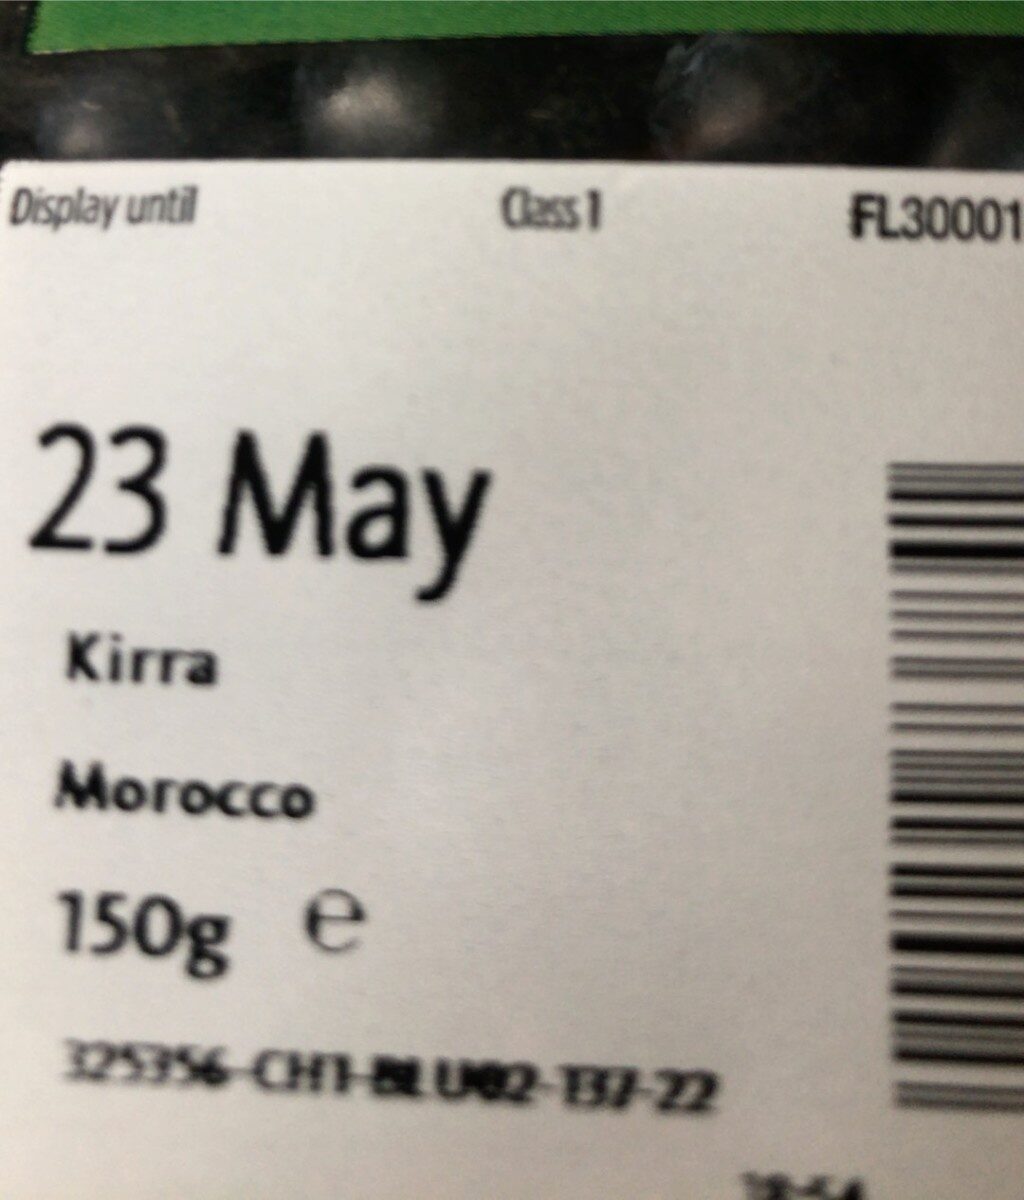 Display until Class 1 FL30001
23 May
Kirra
Morocco
150g e
325356-CH1-BLU02-137-22